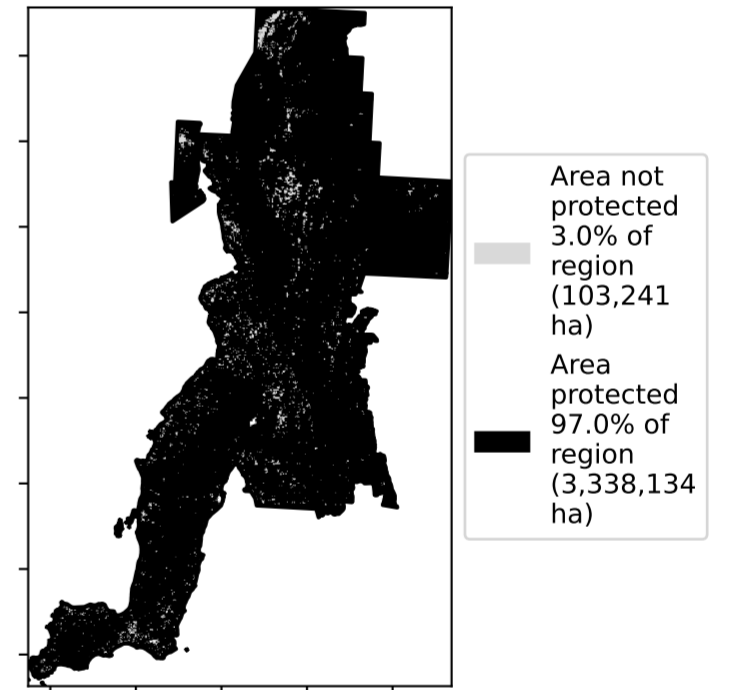 Area not
protected
3.0% of
region
(103,241
ha)
Area
protected
97.0% of
region
(3,338,134
ha)